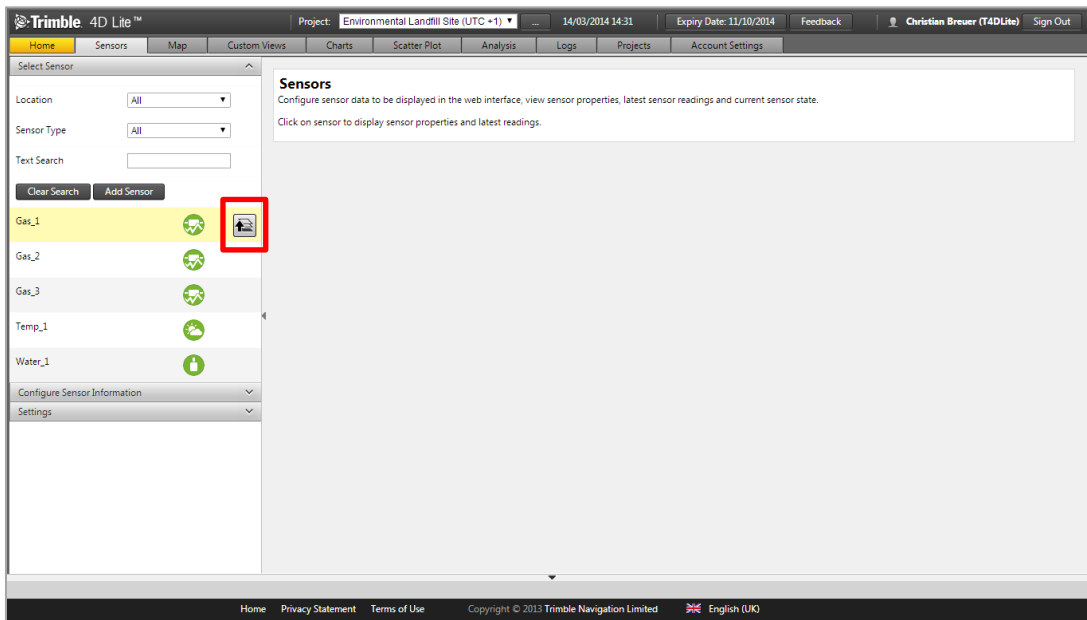 Trimble. 4D Lite™ Project: Environmental Landfill Site (UTC +1) ... 14/03/2014 14:31 Expiry Date: 11/10/2014 Feedback Christian Breuer (T4DLite) Sign Out
Home Sensors Map Custom Views Charts Scatter Plot Analysis Logs Projects Account Settings
Select Sensor
Location All
Sensor Type All
Text Search
Clear Search Add Sensor
Gas_1
Gas_2
Gas_3
Temp_1
Water_1
Configure Sensor Information
Settings
Sensors
Configure sensor data to be displayed in the web interface, view sensor properties, latest sensor readings and current sensor state.
Click on sensor to display sensor properties and latest readings.
Home Privacy Statement Terms of Use Copyright © 2013 Trimble Navigation Limited English (UK)